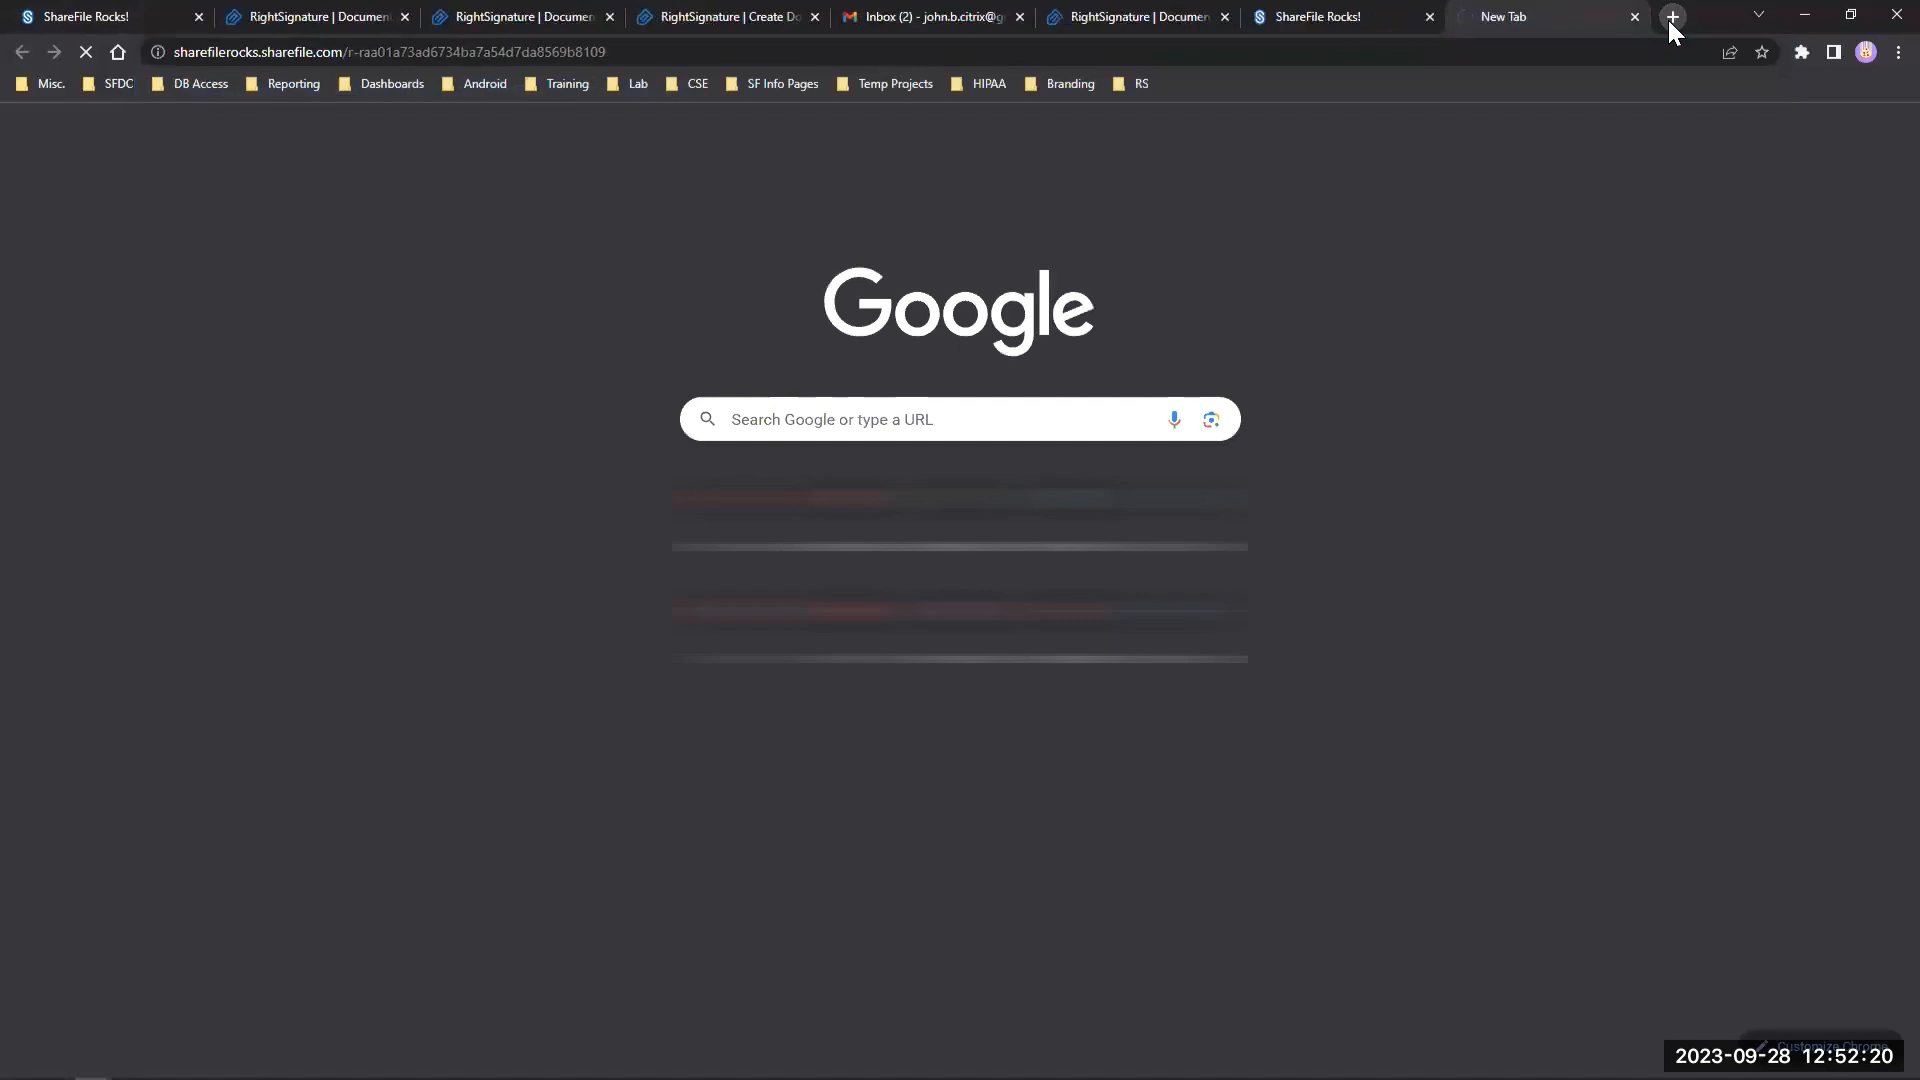 ShareFile Rocks!
RightSignature | Documen
RightSignature | Documen
RightSignature | Create Do
Inbox (2) - john.b.citrix@g
RightSignature | Documen
ShareFile Rocks!
New Tab
sharefilerocks.sharefile.com/r-raa01a73ad6734ba7a54d7da8569b8109
Misc.
SFDC
DB Access
Reporting
Dashboards
Android
Training
Lab
CSE
SF Info Pages
Temp Projects
HIPAA
Branding
RS
Google
Search Google or type a URL
Customize Chrome
2023-09-28 12:52:20